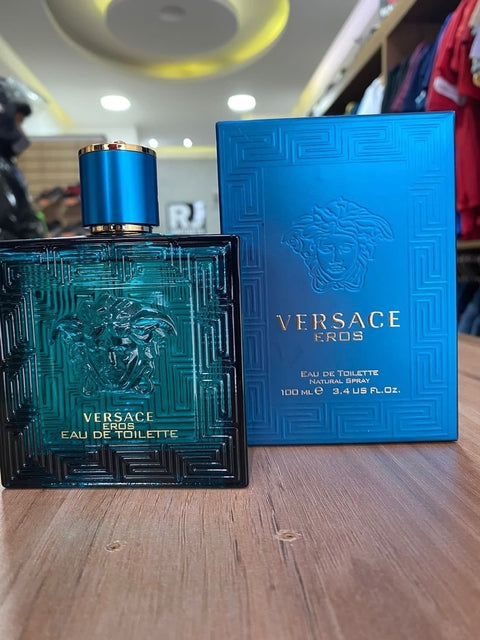 VERSACE
EROS
EAU DE TOILETTE
VERSACE
EROS
EAU DE TOILETTE
NATURAL SPRAY
100 ML ℮ 3.4 US FL.OZ.
RJ